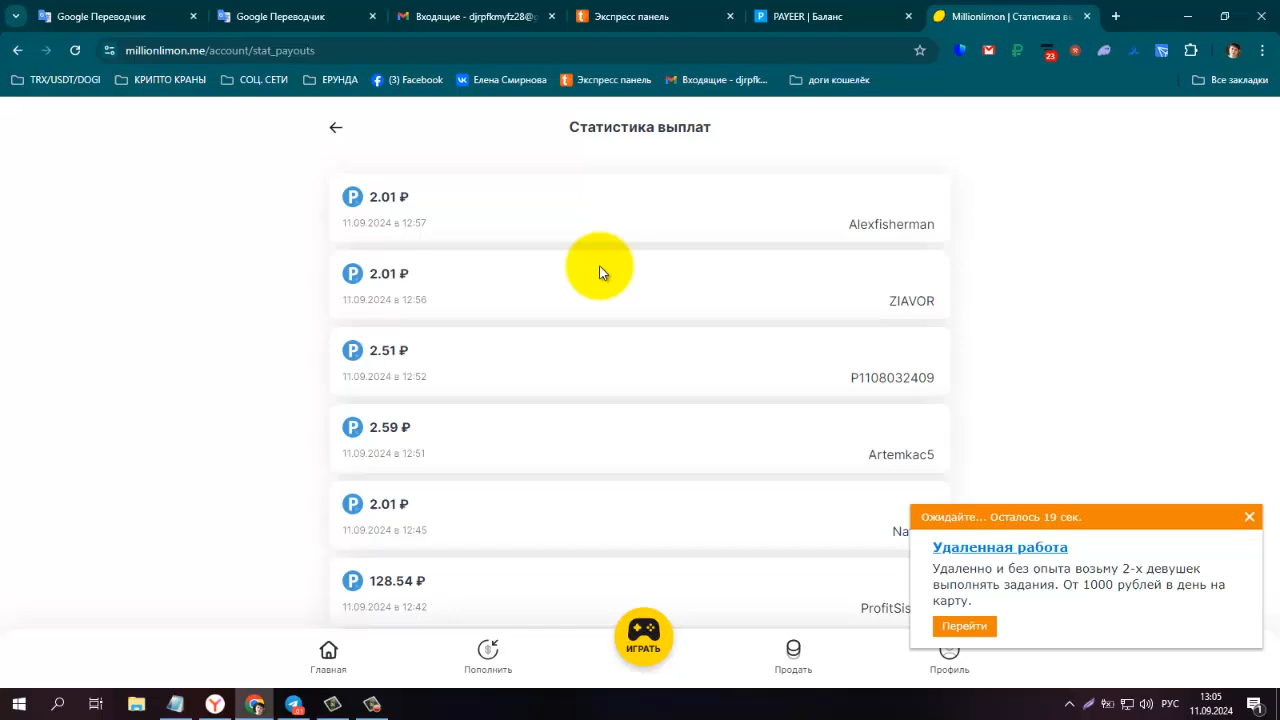 Google Переводчик
Google Переводчик
Входящие - djrpfkmyfz28@g
Экспресс панель
PAYEER | Баланс
Millionlimon | Статистика вы
millionlimon.me/account/stat_payouts
23
TRX/USDT/DOGI
КРИПТО КРАНЫ
СОЦ. СЕТИ
ЕРУНДА
(3) Facebook
Елена Смирнова
Экспресс панель
Входящие - djrpfk...
доги кошелёк
Все закладки
Статистика выплат
2.01 ₽
11.09.2024 в 12:57
Alexfisherman
2.01 ₽
11.09.2024 в 12:56
ZIAVOR
2.51 ₽
11.09.2024 в 12:52
P1108032409
2.59 ₽
11.09.2024 в 12:51
Artemkac5
2.01 ₽
11.09.2024 в 12:45
Na
128.54 ₽
11.09.2024 в 12:42
ProfitSis
Ожидайте... Осталось 19 сек.
Удаленная работа
Удаленно и без опыта возьму 2-х девушек
выполнять задания. От 1000 рублей в день на
карту.
Перейти
Главная
Пополнить
ИГРАТЬ
Продать
Профиль
РУС
13:05
11.09.2024